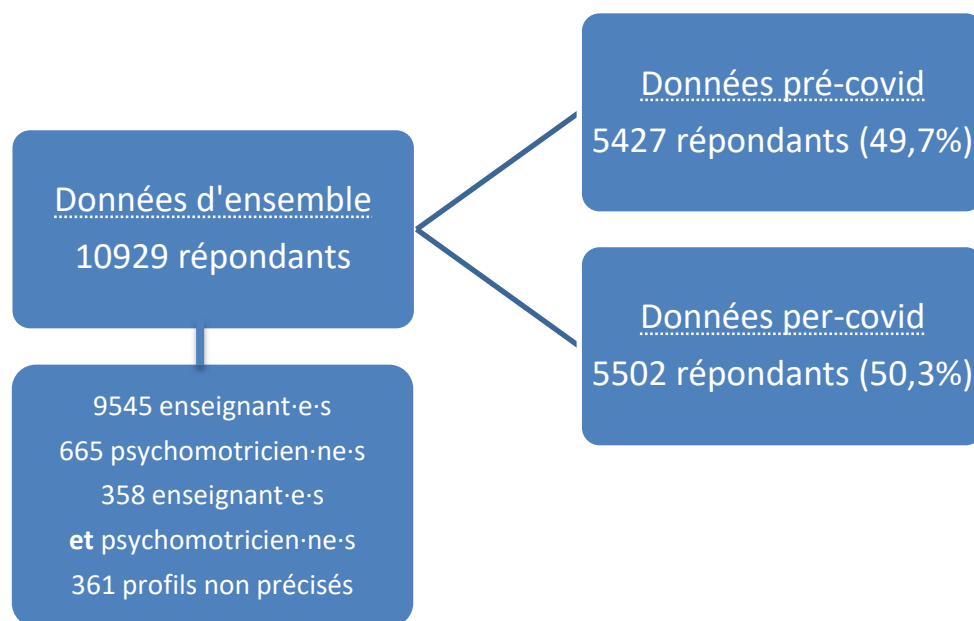 Données d'ensemble
10929 répondants
9545 enseignant·e·s
665 psychomotricien·ne·s
358 enseignant·e·s
et psychomotricien·ne·s
361 profils non précisés
Données pré-covid
5427 répondants (49,7%)
Données per-covid
5502 répondants (50,3%)